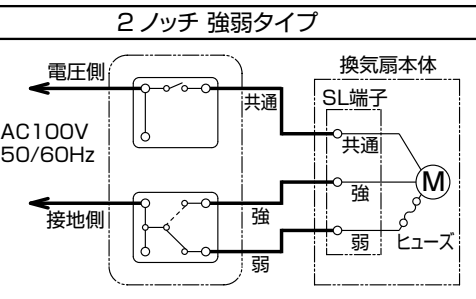 2ノッチ 強弱タイプ
電圧側
換気扇本体
共通
SL端子
AC100V
50/60Hz
共通
強
M
接地側
強
弱
ヒューズ
弱